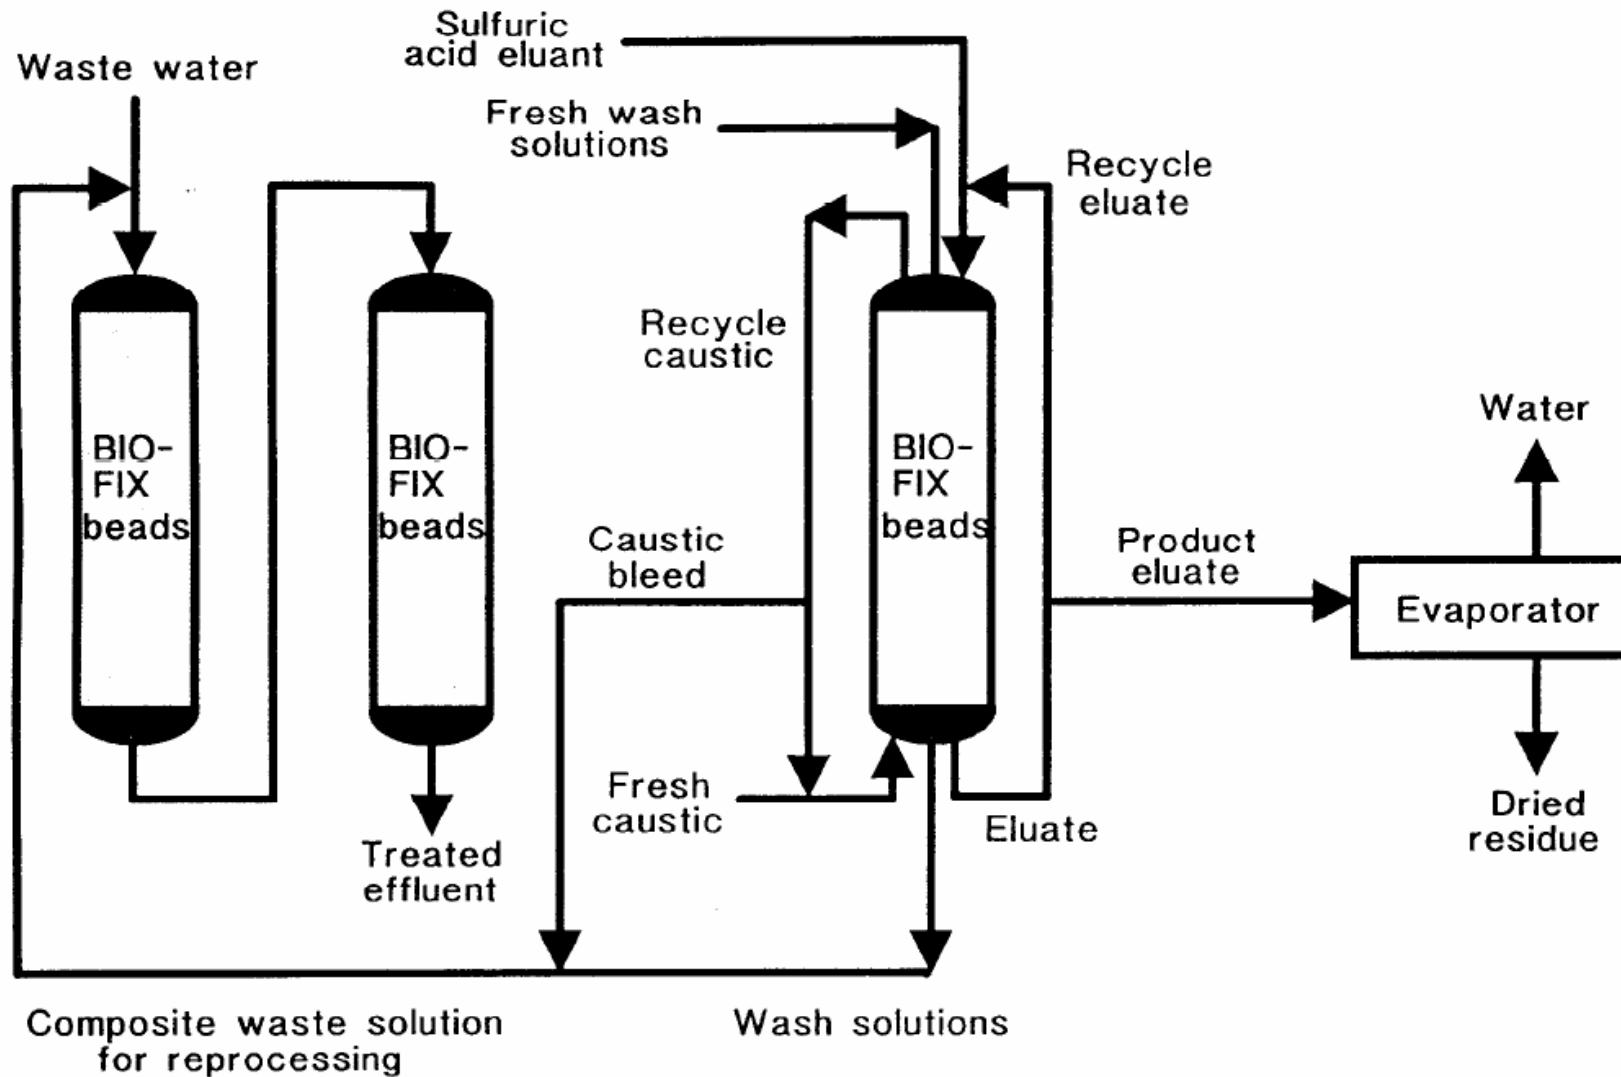 Sulfuric
acid eluant
Waste water
Fresh wash
solutions
Recycle
eluate
Recycle
caustic
Water
BIO-
FIX
beads
BIO-
FIX
beads
BIO-
FIX
beads
Caustic
bleed
Product
eluate
Evaporator
Fresh
caustic
Eluate
Dried
residue
Treated
effluent
Composite waste solution
for reprocessing
Wash solutions